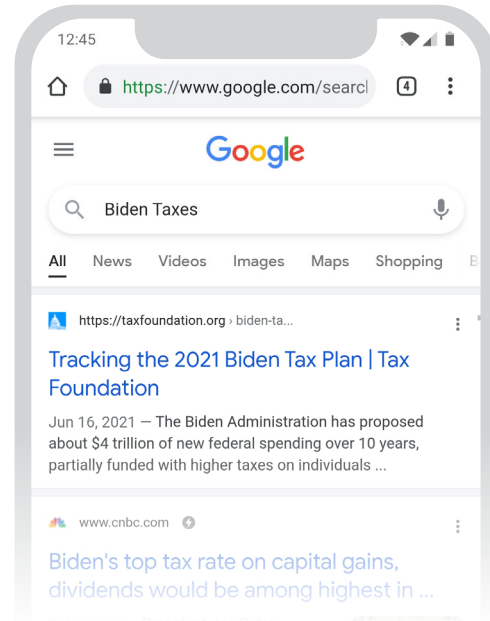 12:45
https://www.google.com/searcl
4
Google
Biden Taxes
All News Videos Images Maps Shopping B
https://taxfoundation.org › biden-ta...
Tracking the 2021 Biden Tax Plan | Tax
Foundation
Jun 16, 2021 — The Biden Administration has proposed
about $4 trillion of new federal spending over 10 years,
partially funded with higher taxes on individuals ...
www.cnbc.com
Biden's top tax rate on capital gains,
dividends would be among highest in ...